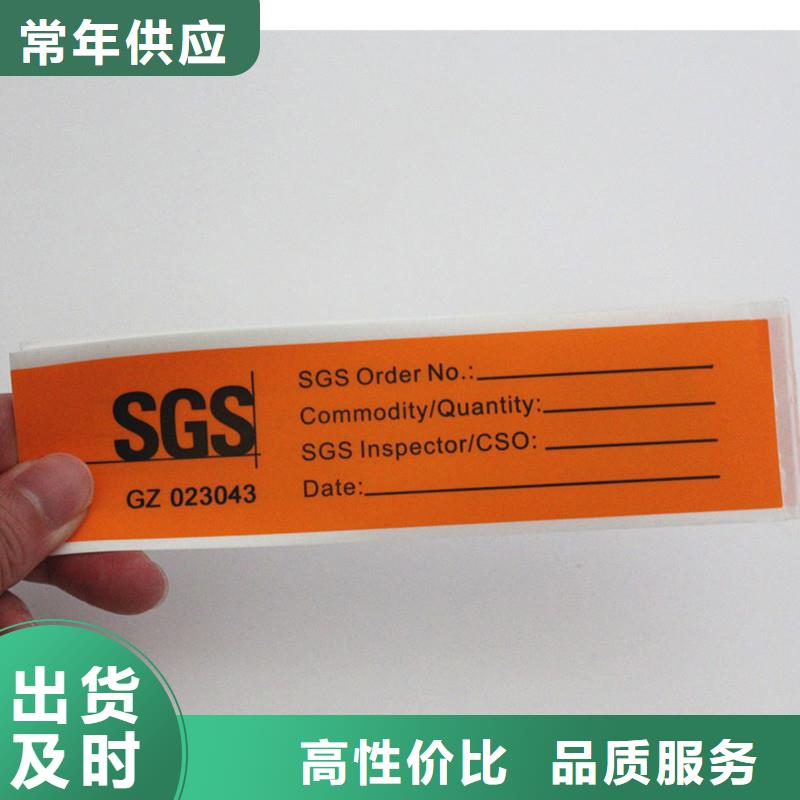 常年供应
SGS
GZ 023043
SGS Order No.:
Commodity/Quantity:
SGS Inspector/CSO:
Date:
出货
及时
高性价比 品质服务